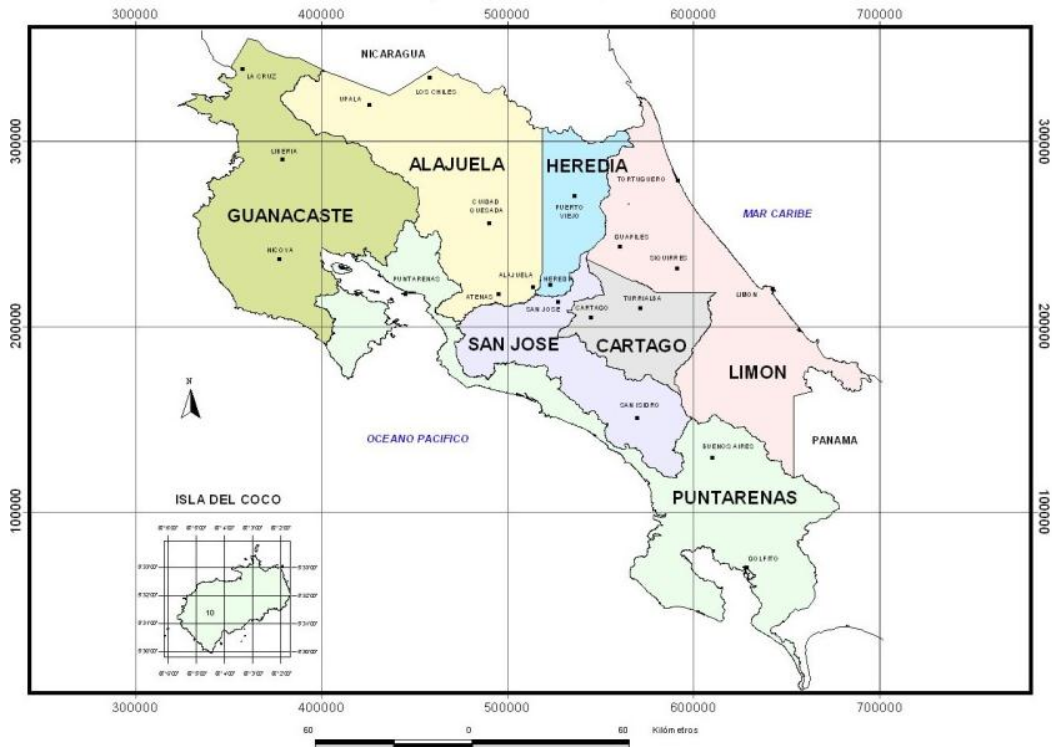 300000 400000 500000 600000 700000
NICARAGUA
LA CRUZ
LOS CHILES
UPALA
300000 300000
LIBERIA
ALAJUELA
HEREDIA
TORTUGUERO
CIUDAD
QUESADA
PUERTO
VIEJO
MAR CARIBE
GUANACASTE
NICOYA
GUAPILES
SIQUIRRES
PUNTARENAS
ALAJUELA
HEREDIA
ATENAS
SAN JOSE
CARTAGO
TURRIALBA
LIMON
200000 200000
SAN JOSE
CARTAGO
LIMON
N
SAN ISIDRO
OCEANO PACIFICO
BUENOS AIRES
PANAMA
PUNTARENAS
ISLA DEL COCO
100000 100000
10
GOLFITO
300000 400000 500000 600000 700000
60 0 60 Kilómetros